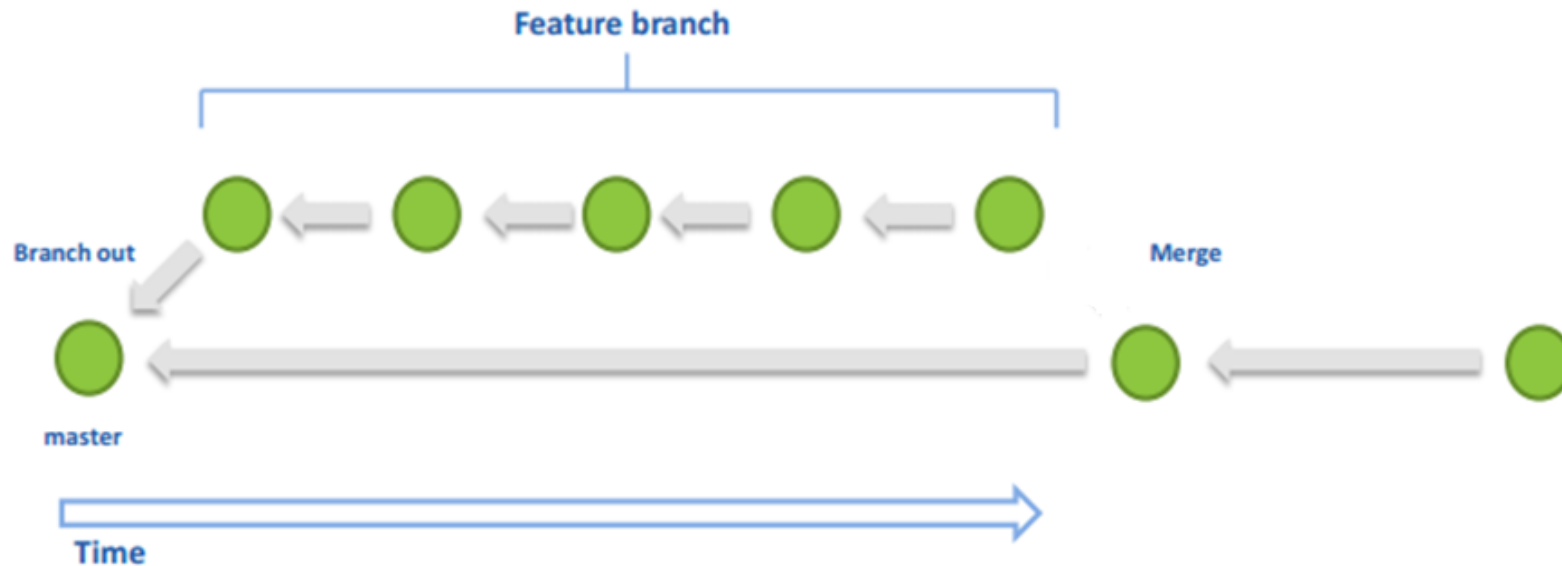 Feature branch
Branch out
Merge
master
Time